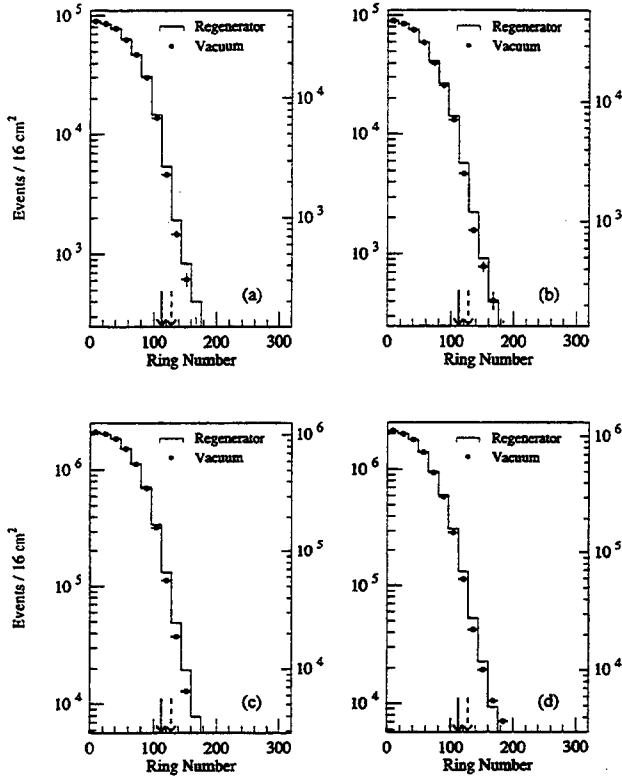 10^5
Regenerator
Vacuum
10^4
10^4
10^3
10^3
Events / 16 cm^2
(a)
0 100 200 300
Ring Number
10^5
Regenerator
Vacuum
10^4
10^4
10^3
10^3
(b)
0 100 200 300
Ring Number
10^6
Regenerator
Vacuum
10^6
10^5
10^5
10^4
10^4
Events / 16 cm^2
(c)
0 100 200 300
Ring Number
10^6
Regenerator
Vacuum
10^6
10^5
10^5
10^4
10^4
(d)
0 100 200 300
Ring Number